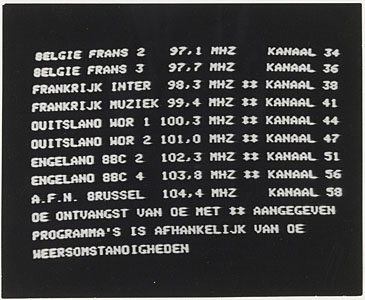 BELGIE FRANS 2 97,1 MHZ KANAAL 34
BELGIE FRANS 3 97,7 MHZ KANAAL 36
FRANKRIJK INTER 98,3 MHZ ** KANAAL 38
FRANKRIJK MUZIEK 99,4 MHZ ** KANAAL 41
DUITSLAND WDR 1 100,3 MHZ ** KANAAL 44
DUITSLAND WDR 2 101,0 MHZ ** KANAAL 47
ENGELAND BBC 2 102,3 MHZ ** KANAAL 51
ENGELAND BBC 4 103,8 MHZ ** KANAAL 56
A.F.N. BRUSSEL 104,4 MHZ KANAAL 58
DE ONTVANGST VAN DE MET ** AANGEGEVEN
PROGRAMMA'S IS AFHANKELIJK VAN DE
WEERSOMSTANDIGHEDEN